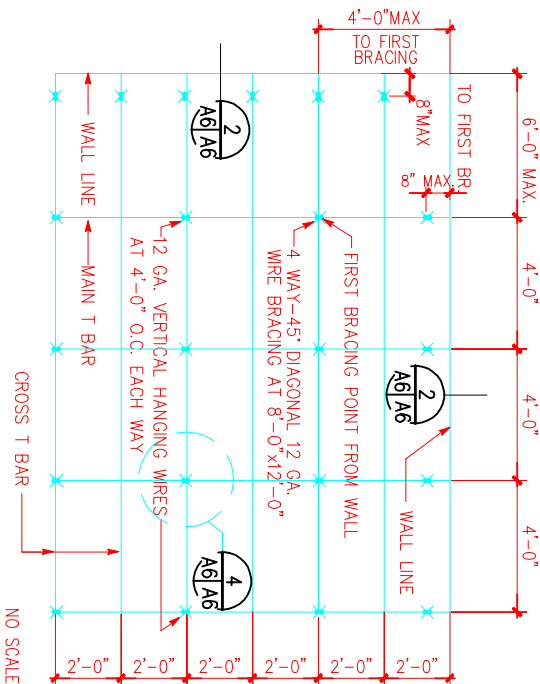 4'-0"MAX
TO FIRST
BRACING
8"MAX
TO FIRST BR.
8" MAX.
6'-0" MAX.
4'-0"
4'-0"
4'-0"
2
A6 A6
WALL LINE
MAIN T BAR
12 GA. VERTICAL HANGING WIRES
AT 4'-0" O.C. EACH WAY
4 WAY-45° DIAGONAL 12 GA.
WIRE BRACING AT 8'-0"x12'-0"
FIRST BRACING POINT FROM WALL
2
A6 A6
WALL LINE
4
A6 A6
CROSS T BAR
2'-0"
2'-0"
2'-0"
2'-0"
2'-0"
2'-0"
NO SCALE